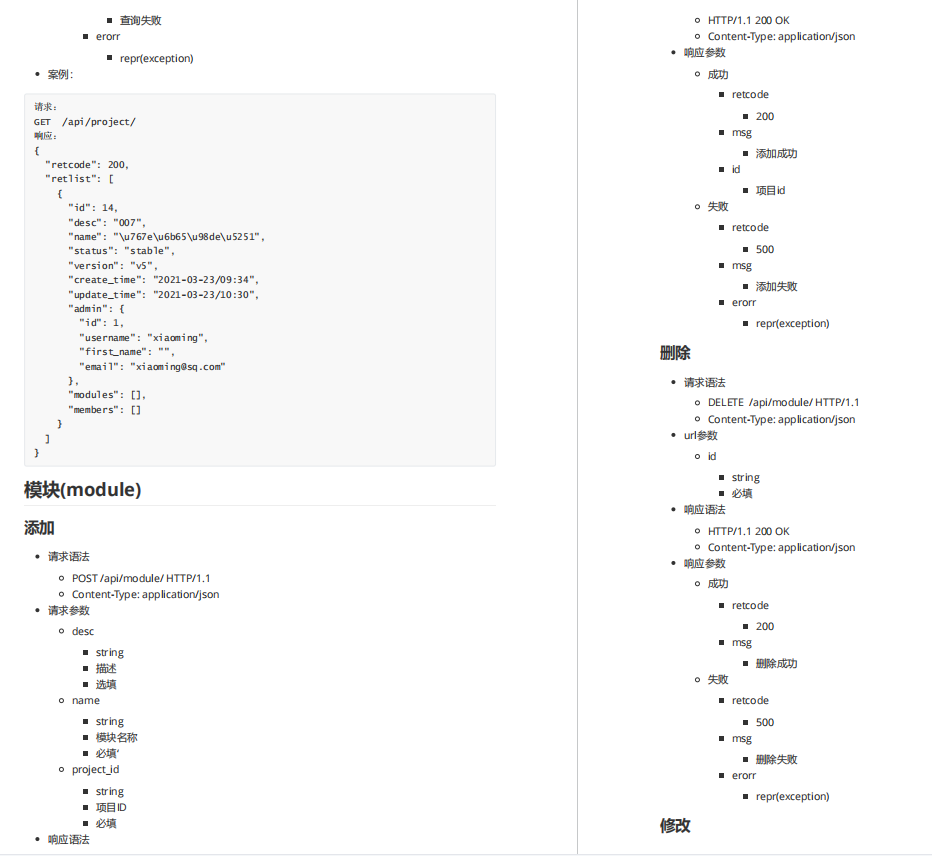 查询失败
erorr
repr(exception)
案例：
请求：
GET  /api/project/
响应：
{
  "retcode": 200,
  "retlist": [
    {
      "id": 14,
      "desc": "007",
      "name": "\u767e\u6b65\u98de\u5251",
      "status": "stable",
      "version": "v5",
      "create_time": "2021-03-23/09:34",
      "update_time": "2021-03-23/10:30",
      "admin": {
        "id": 1,
        "username": "xiaoming",
        "first_name": "",
        "email": "xiaoming@sq.com"
      },
      "modules": [],
      "members": []
    }
  ]
}
模块(module)
添加
请求语法
POST /api/module/ HTTP/1.1
Content-Type: application/json
请求参数
desc
string
描述
选填
name
string
模块名称
必填‘
project_id
string
项目ID
必填
响应语法
HTTP/1.1 200 OK
Content-Type: application/json
响应参数
成功
retcode
200
msg
添加成功
id
项目id
失败
retcode
500
msg
添加失败
erorr
repr(exception)
删除
请求语法
DELETE  /api/module/ HTTP/1.1
Content-Type: application/json
url参数
id
string
必填
响应语法
HTTP/1.1 200 OK
Content-Type: application/json
响应参数
成功
retcode
200
msg
删除成功
失败
retcode
500
msg
删除失败
erorr
repr(exception)
修改